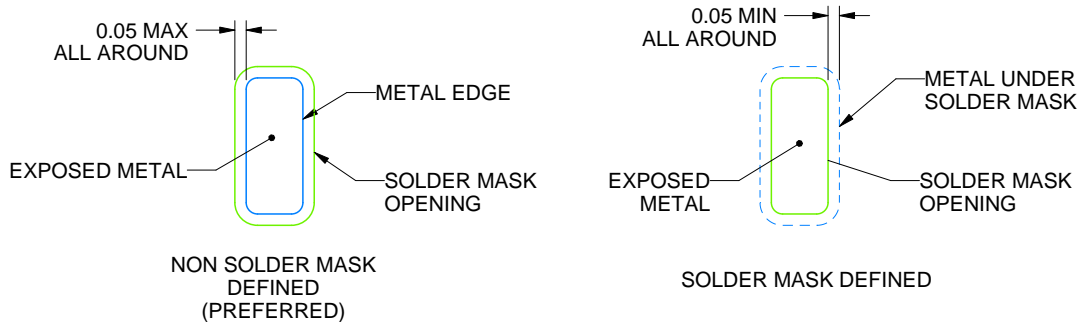 0.05 MAX
ALL AROUND
METAL EDGE
EXPOSED METAL
SOLDER MASK
OPENING
NON SOLDER MASK
DEFINED
(PREFERRED)
0.05 MIN
ALL AROUND
METAL UNDER
SOLDER MASK
EXPOSED
METAL
SOLDER MASK
OPENING
SOLDER MASK DEFINED